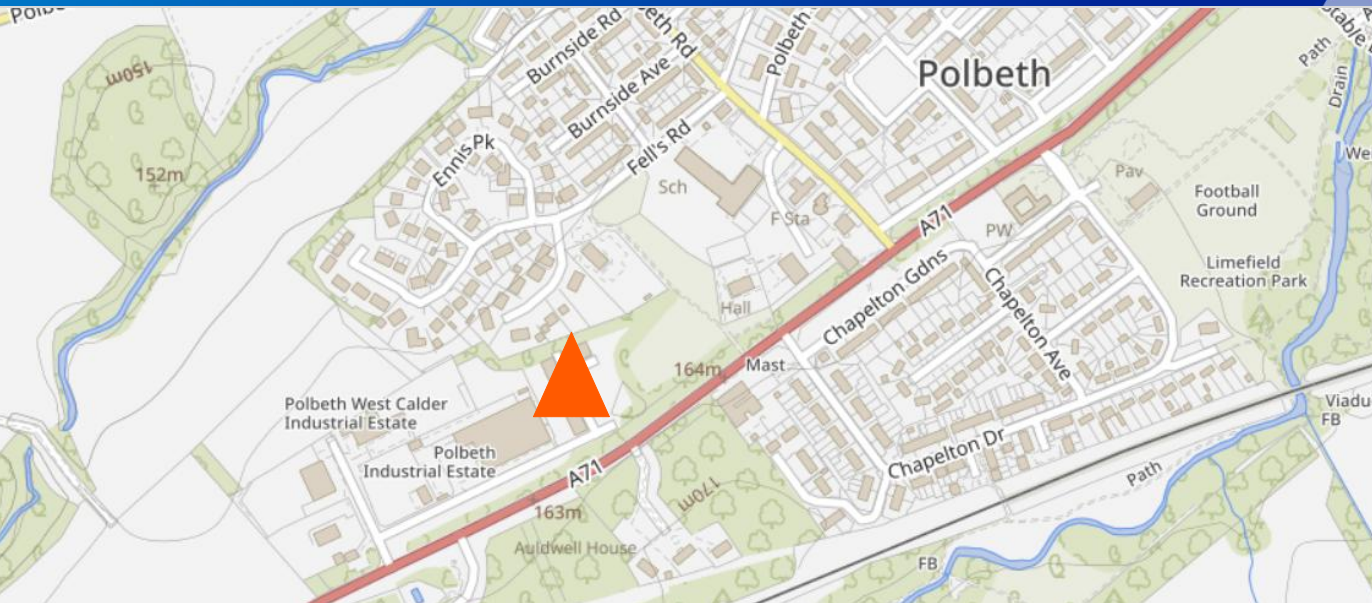 Burnside Rd
Polbeth
Path
Burnside Ave
Polbeth
Drain
150m
Fell's Rd
Ennis Pk
152m
Sch
Pav
Football
Ground
F Sta
A71
PW
Limefield
Recreation Park
Chapelton Gdns
Chapelton Ave
Hall
164m
Mast
Polbeth West Calder
Industrial Estate
Polbeth
Industrial Estate
FB
Chapelton Dr
A71
Path
170m
163m
Auldwell House
FB